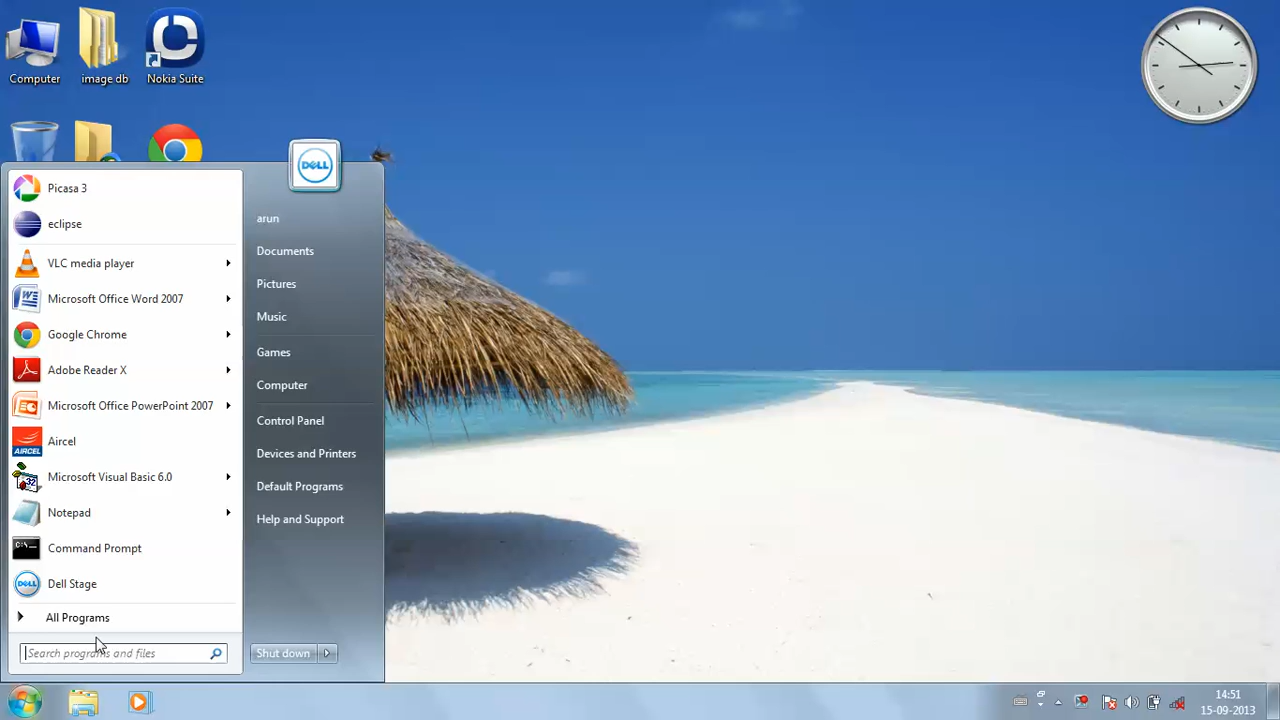 Computer
image db
Nokia Suite
DELL
Picasa 3
eclipse
VLC media player
Microsoft Office Word 2007
Google Chrome
Adobe Reader X
Microsoft Office PowerPoint 2007
AIRCEL
Aircel
Microsoft Visual Basic 6.0
Notepad
Command Prompt
DELL
Dell Stage
All Programs
Search programs and files
arun
Documents
Pictures
Music
Games
Computer
Control Panel
Devices and Printers
Default Programs
Help and Support
Shut down
14:51
15-09-2013